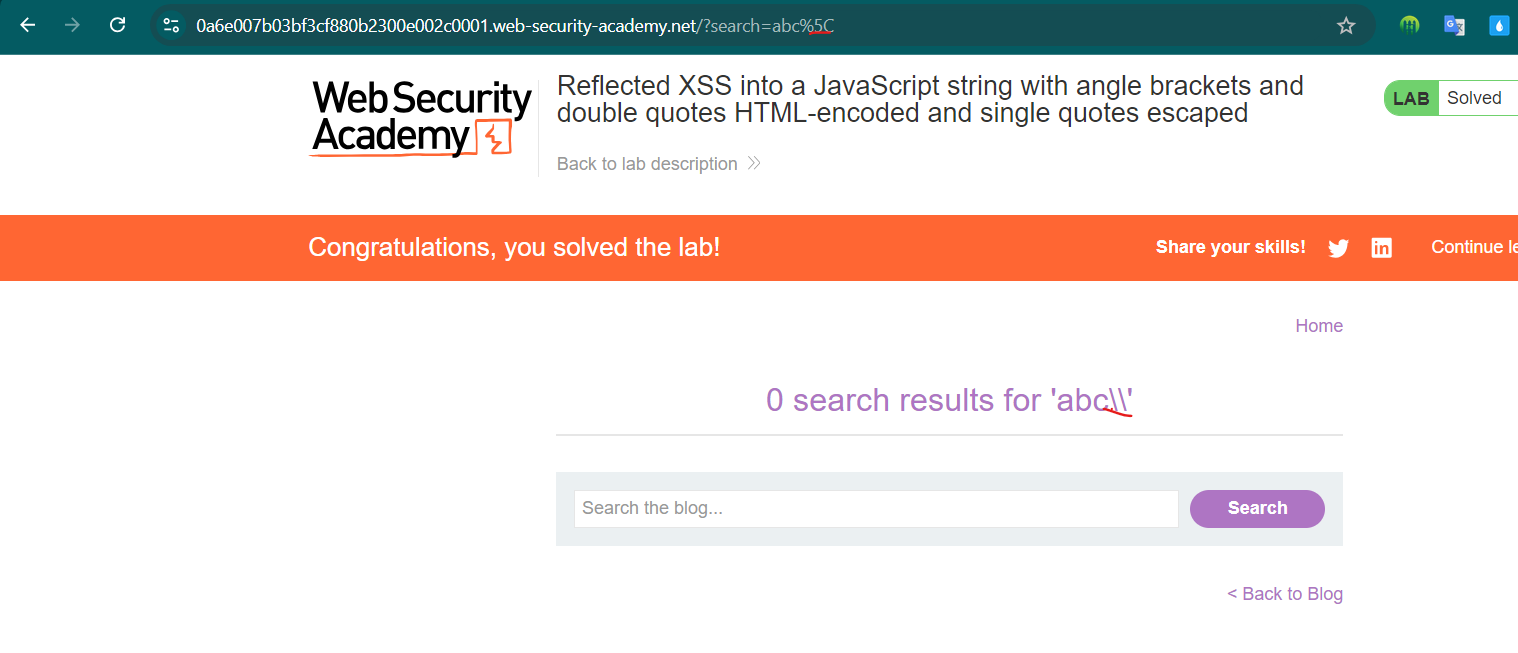 0a6e007b03bf3cf880b2300e002c0001.web-security-academy.net/?search=abc%5C
Web Security
Academy
Reflected XSS into a JavaScript string with angle brackets and
double quotes HTML-encoded and single quotes escaped
LAB Solved
Back to lab description
Congratulations, you solved the lab!
Share your skills!
Continue le
Home
0 search results for 'abc\\'
Search the blog...
Search
< Back to Blog